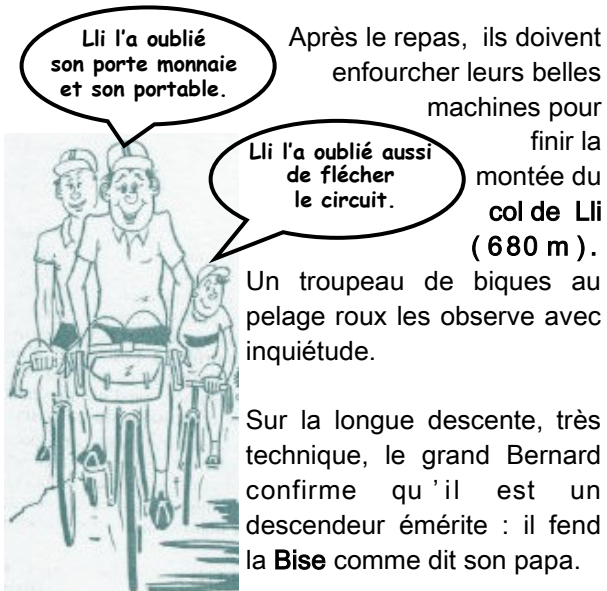 Lli l'a oublié
son porte monnaie
et son portable.
Lli l'a oublié aussi
de flécher
le circuit.
Après le repas, ils doivent
enfourcher leurs belles
machines pour
finir la
montée du
col de Lli
(680 m).
Un troupeau de biques au
pelage roux les observe avec
inquiétude.
Sur la longue descente, très
technique, le grand Bernard
confirme qu'il est un
descendeur émérite : il fend
la Bise comme dit son papa.